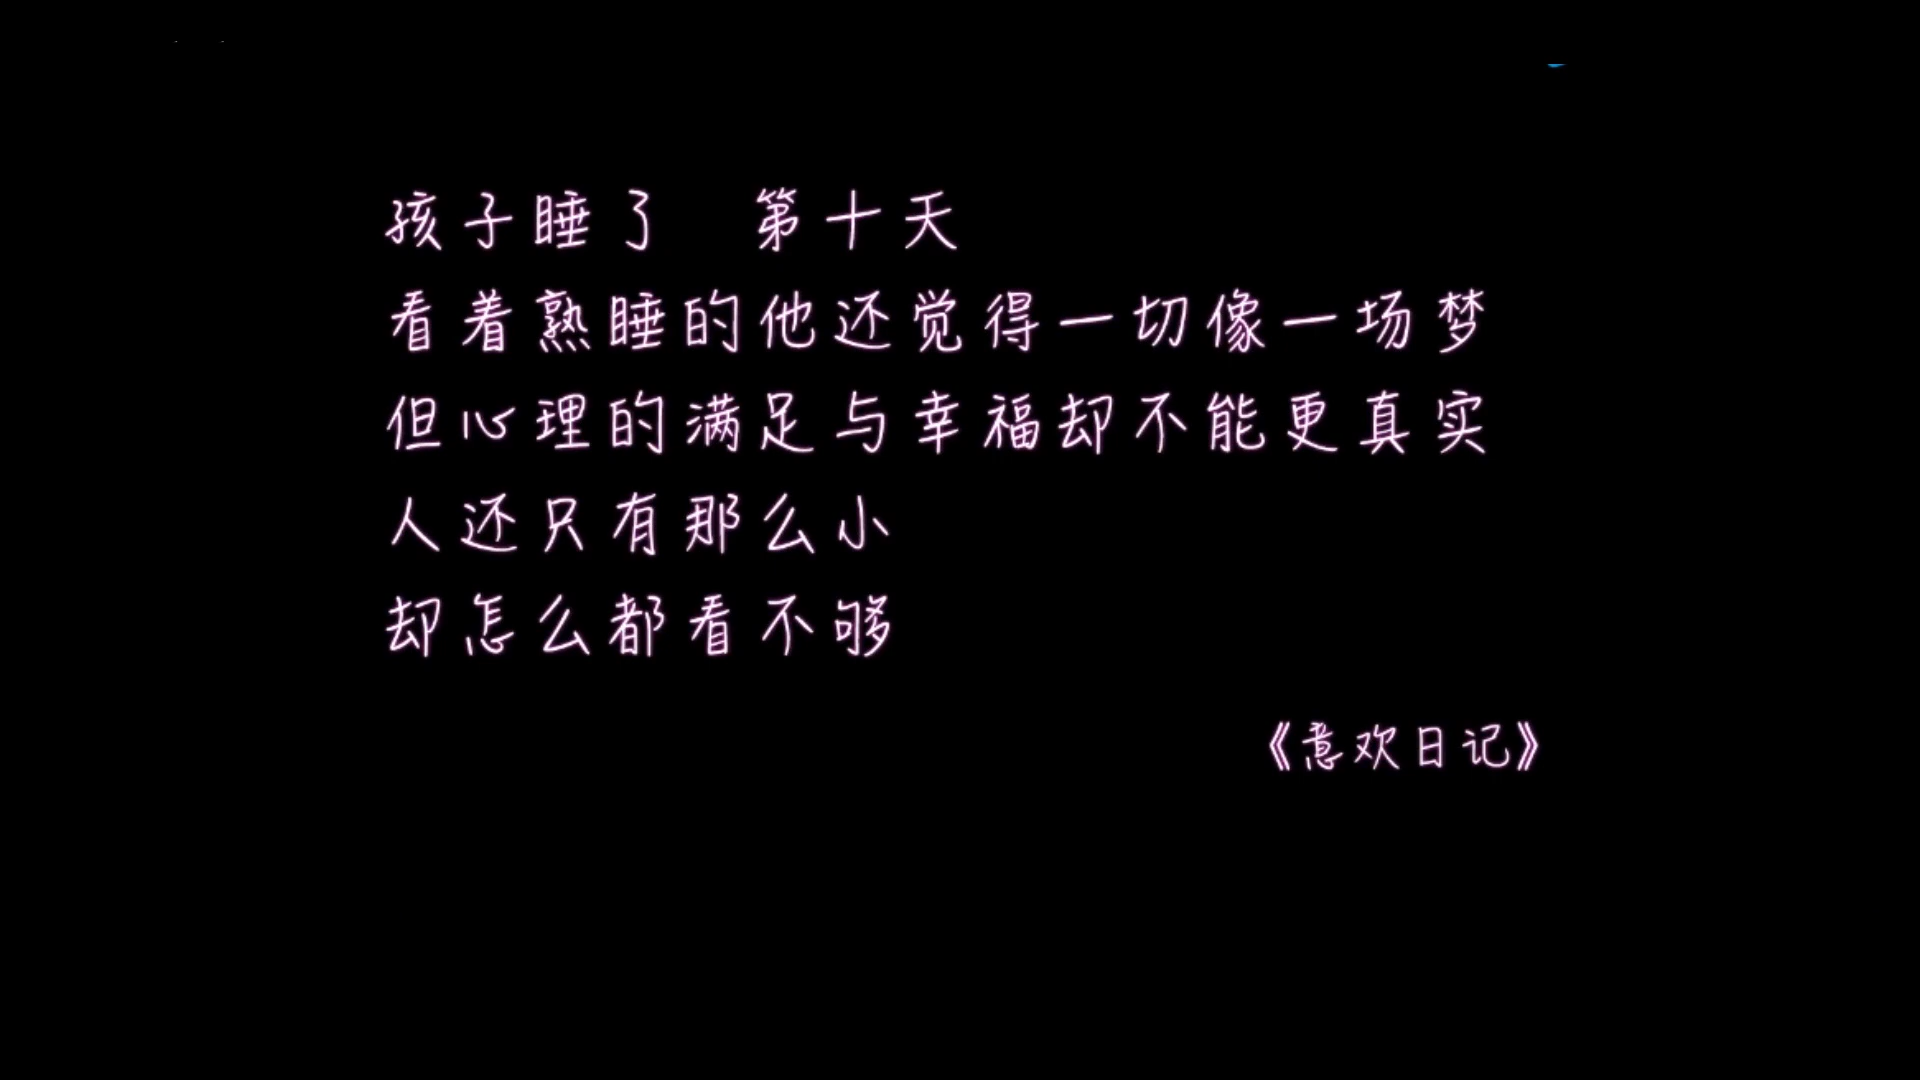 孩子睡了 第十天
看着熟睡的他还觉得一切像一场梦
但心理的满足与幸福却不能更真实
人还只有那么小
却怎么都看不够
《意欢日记》